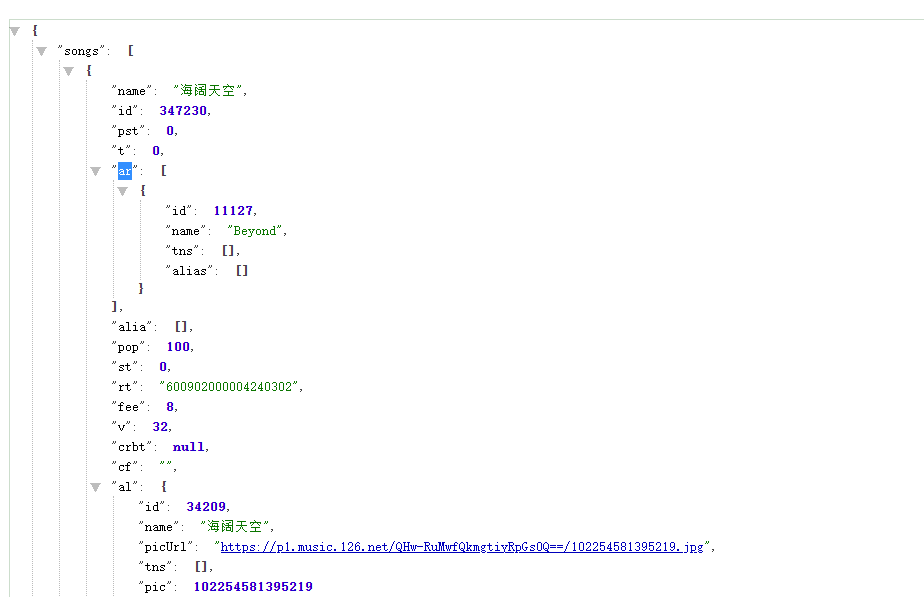 {
"songs": [
{
"name": "海阔天空",
"id": 347230,
"pst": 0,
"t": 0,
"ar": [
{
"id": 11127,
"name": "Beyond",
"tns": [],
"alias": []
}
],
"alia": [],
"pop": 100,
"st": 0,
"rt": "600902000004240302",
"fee": 8,
"v": 32,
"crbt": null,
"cf": "",
"al": {
"id": 34209,
"name": "海阔天空",
"picUrl": "https://p1.music.126.net/QHw-RuMwfQkmgtiyRpGs0Q==/102254581395219.jpg",
"tns": [],
"pic": 102254581395219